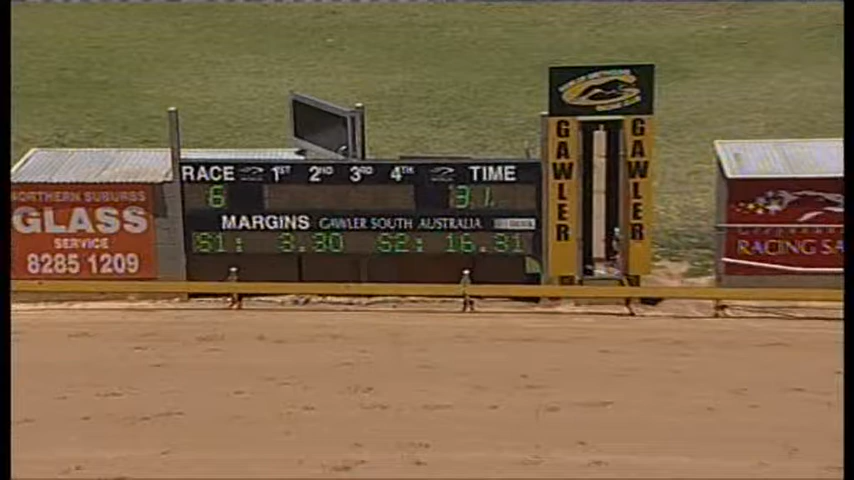 RACE 1ST 2ND 3RD 4TH TIME
6 31.
MARGINS GAWLER SOUTH AUSTRALIA
S1: 3.30 S2: 16.31
NORTHERN SUBURBS
GLASS
SERVICE
8285 1209
GAWLER
GAWLER
RACING SA